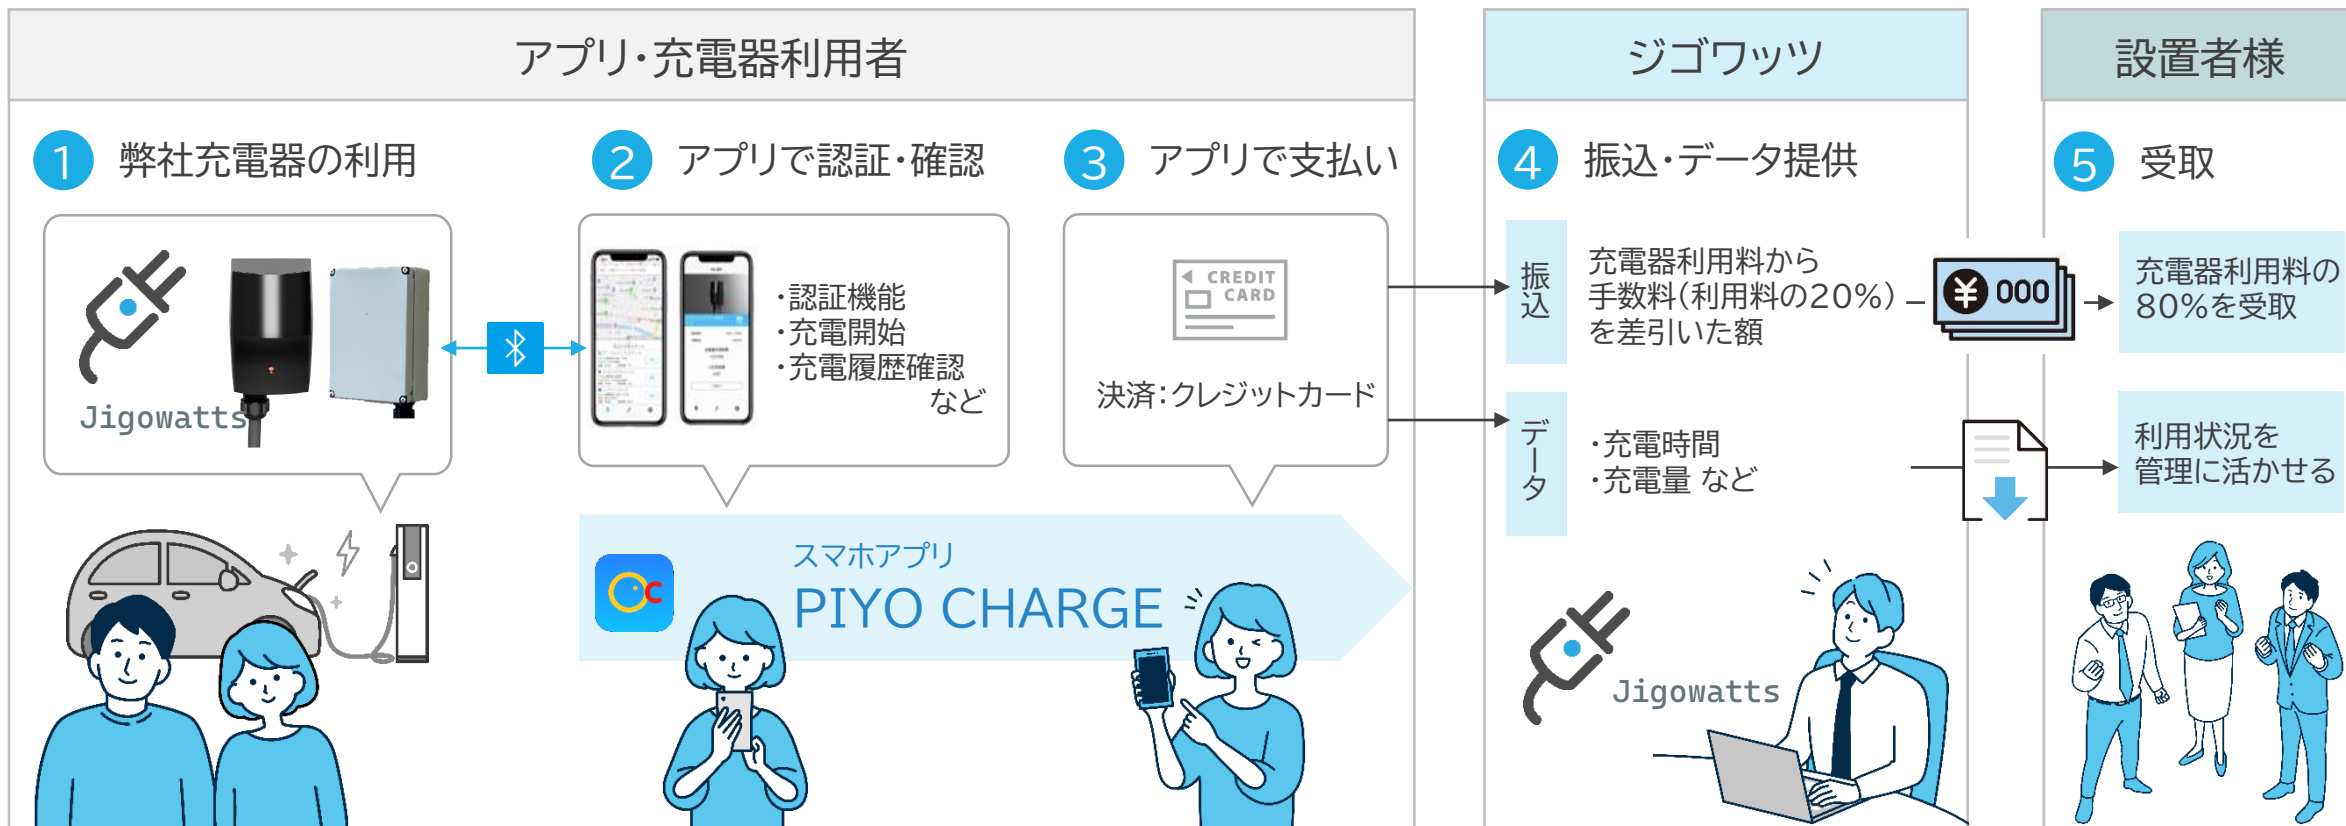 アプリ・充電器利用者
ジゴワッツ
設置者様
1 弊社充電器の利用
2 アプリで認証・確認
3 アプリで支払い
4 振込・データ提供
5 受取
Jigowatts
・認証機能
・充電開始
・充電履歴確認
など
CREDIT
CARD
決済：クレジットカード
振込
充電器利用料から
手数料(利用料の20%)
を差引いた額
¥ 000
充電器利用料の
80%を受取
データ
・充電時間
・充電量 など
利用状況を
管理に活かせる
スマホアプリ
PIYO CHARGE
Jigowatts